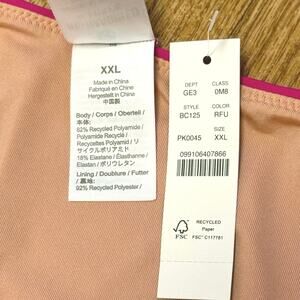 XXL
Made in China
Fabriqué en Chine
Hergestellt in China
中国製
Body / Corps / Oberteil /
本体:
82% Recycled Polyamide /
Polyamide Recyclé /
Recyceltes Polyamid / リ
サイクルポリアミド
18% Elastane / Élasthanne /
Elastan / ポリウレタン
Lining / Doublure / Futter
/ 裏地:
92% Recycled Polyester /
DEPT CLASS
GE3 0M8
STYLE COLOR
BC125 RFU
SIZE
PK0045 XXL
099106407866
FSC
RECYCLED
Paper
FSC® C117781